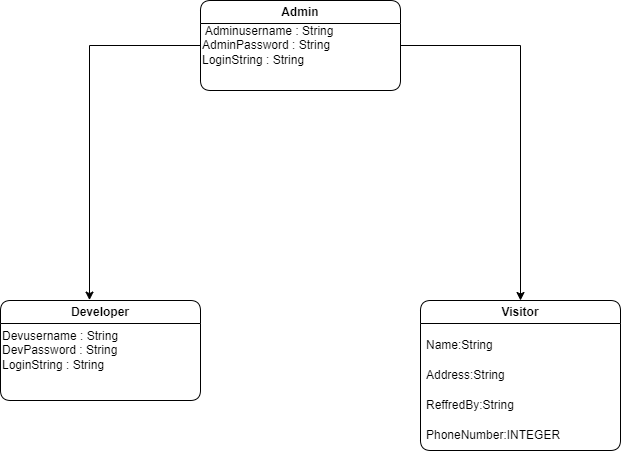 Admin
Adminusername : String
AdminPassword : String
LoginString : String
Developer
Devusername : String
DevPassword : String
LoginString : String
Visitor
Name:String
Address:String
ReffredBy:String
PhoneNumber:INTEGER